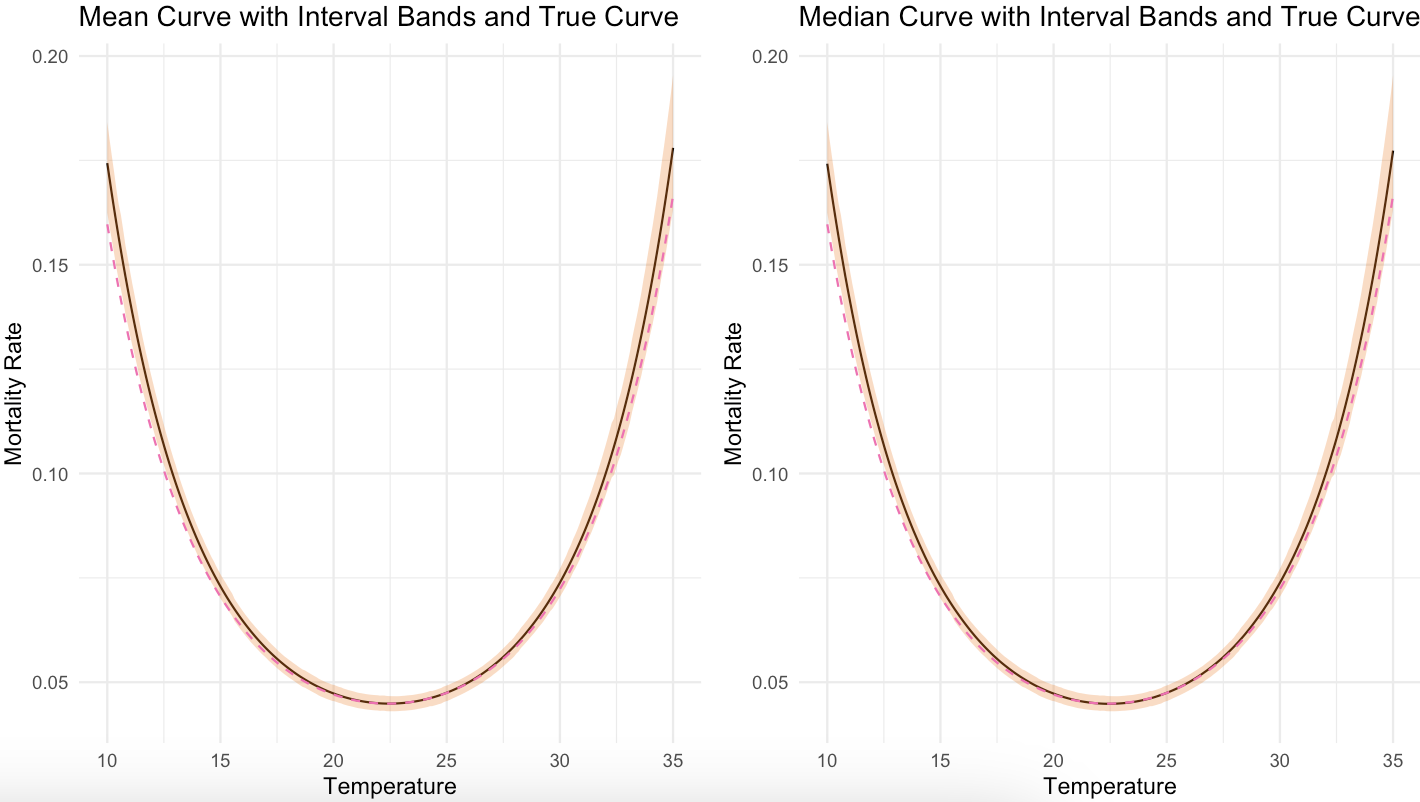 Mean Curve with Interval Bands and True Curve
0.20
0.15
0.10
0.05
Mortality Rate
10 15 20 25 30 35
Temperature
Median Curve with Interval Bands and True Curve
0.20
0.15
0.10
0.05
Mortality Rate
10 15 20 25 30 35
Temperature